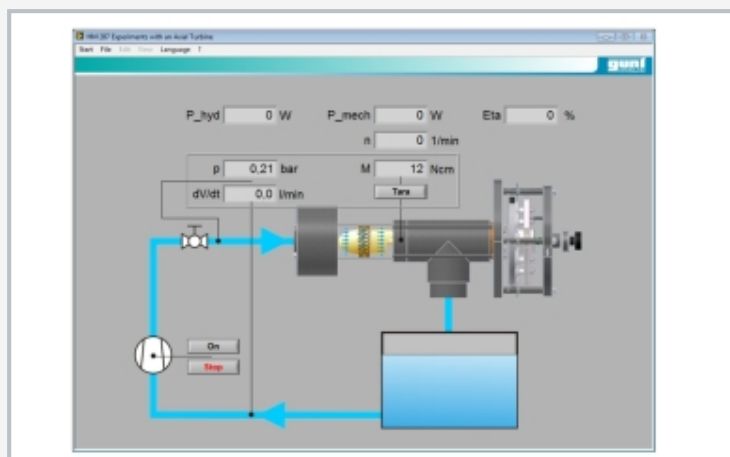 HM 287 Experiments with an Axial Turbine
Start File Edit View Language ?
gunt
P_hyd 0 W P_mech 0 W Eta 0 %
n 0 1/min
p 0,21 bar M 12 Ncm
dV/dt 0,0 l/min Tara
On
Stop